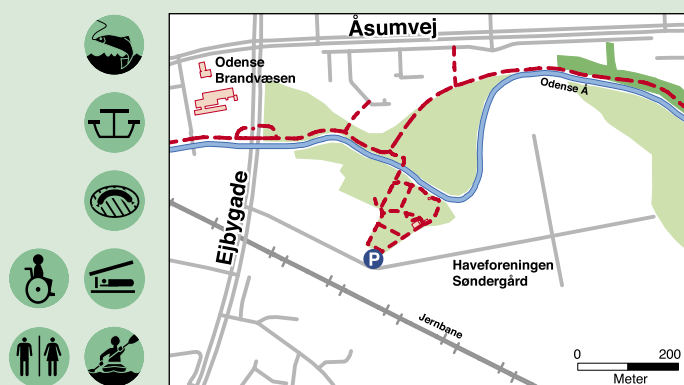 Åsumvej
Odense
Brandvæsen
Odense Å
Ejbygade
P
Haveforeningen
Søndergård
Jernbane
0 200
Meter